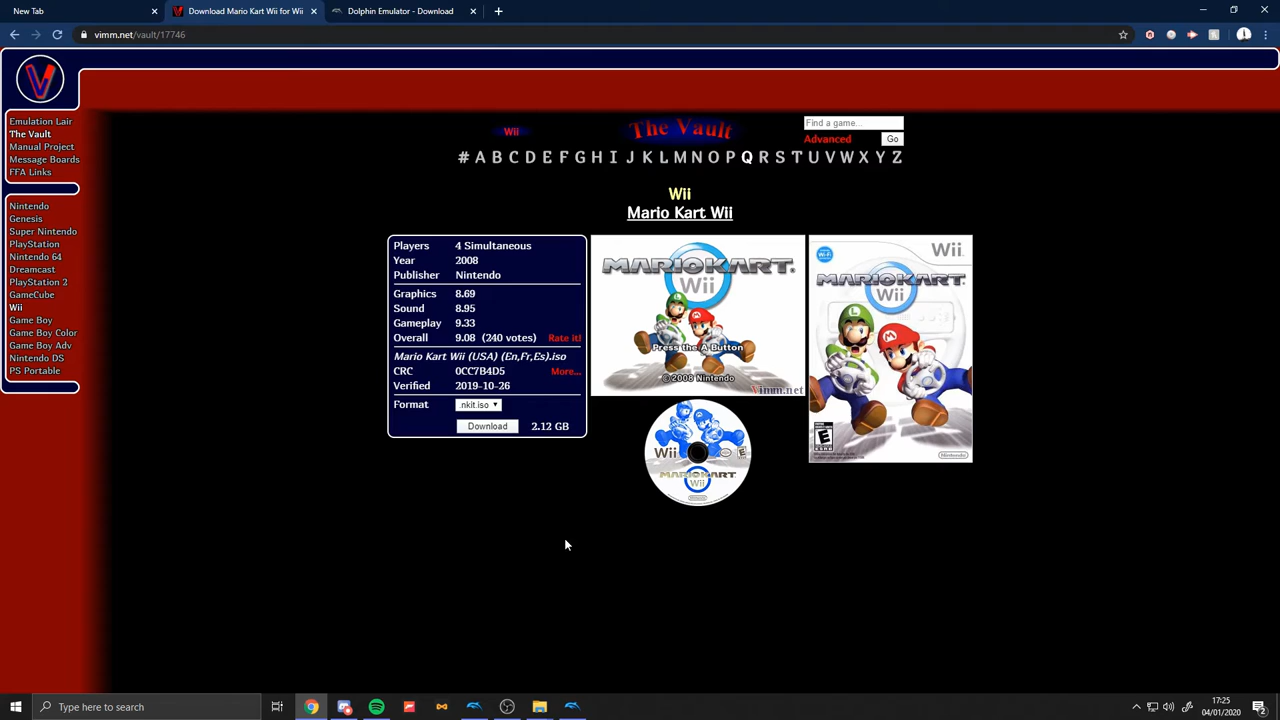 New Tab
Download Mario Kart Wii for Wii
Dolphin Emulator - Download
vimm.net/vault/17746
V
Emulation Lair
The Vault
Manual Project
Message Boards
FFA Links
Nintendo
Genesis
Super Nintendo
PlayStation
Nintendo 64
Dreamcast
PlayStation 2
GameCube
Wii
Game Boy
Game Boy Color
Game Boy Adv
Nintendo DS
PS Portable
Wii
The Vault
Find a game...
Advanced
Go
# A B C D E F G H I J K L M N O P Q R S T U V W X Y Z
Wii
Mario Kart Wii
Players 4 Simultaneous
Year 2008
Publisher Nintendo
Graphics 8.69
Sound 8.95
Gameplay 9.33
Overall 9.08 (240 votes) Rate it!
Mario Kart Wii (USA) (En,Fr,Es).iso
CRC 0CC7B4D5 More...
Verified 2019-10-26
Format .nkit.iso
Download 2.12 GB
MARIOKART
Wii
Press the A Button
©2008 Nintendo
Vimm.net
Wii
MARIOKART
Wii
E
Nintendo
Wii
E
MARIOKART
Wii
Type here to search
17:25
04/01/2020
2